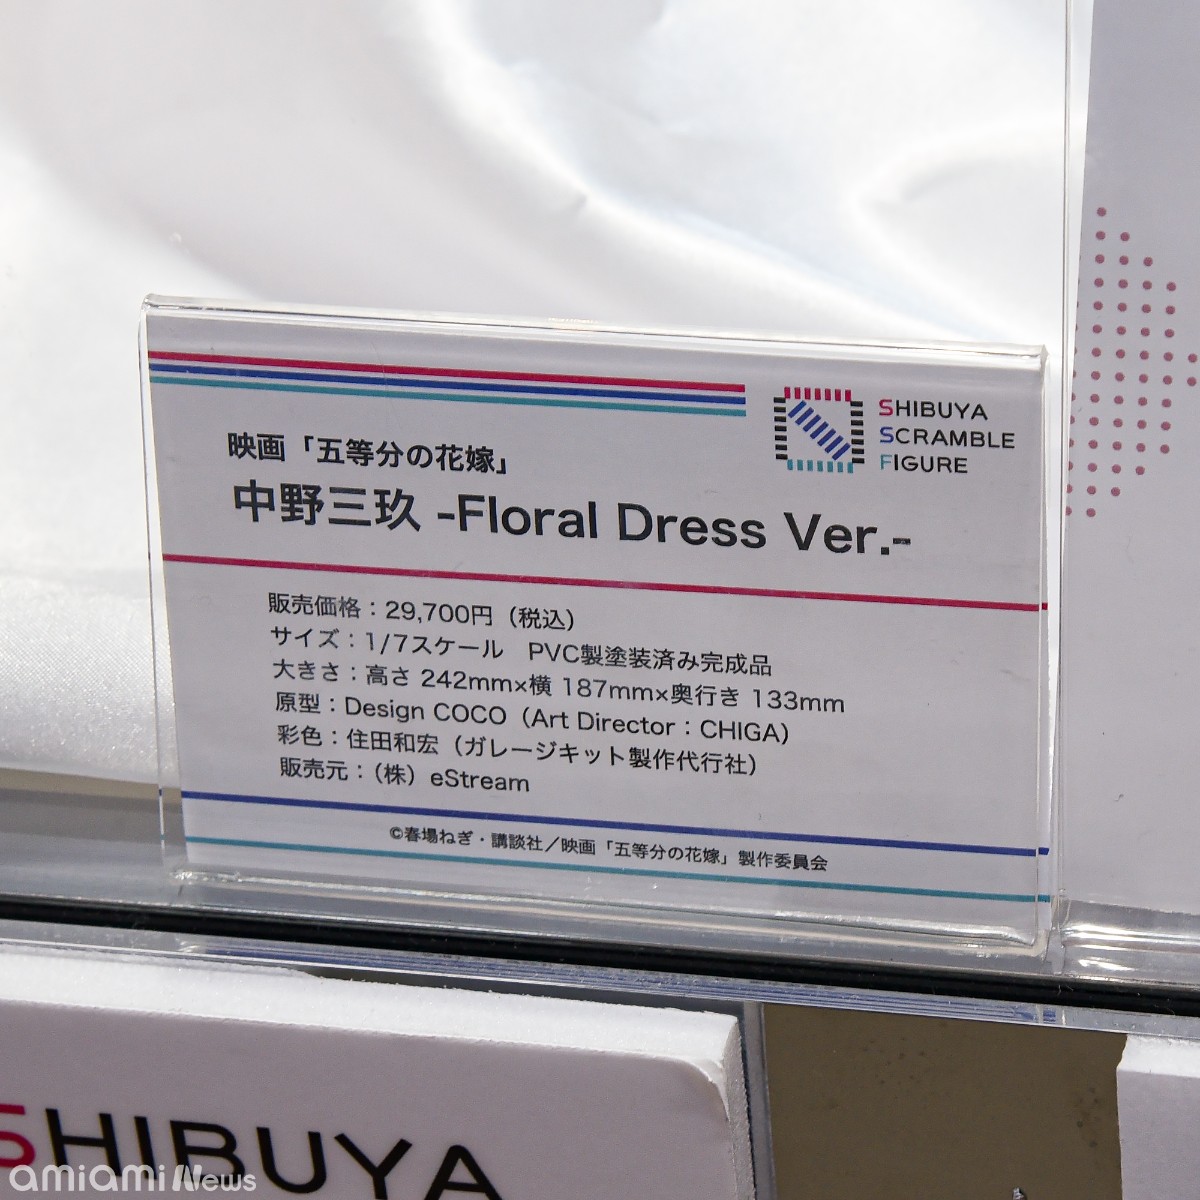 SHIBUYA
SCRAMBLE
FIGURE
映画「五等分の花嫁」
中野三玖 -Floral Dress Ver.-
販売価格：29,700円（税込）
サイズ：1/7スケール　PVC製塗装済み完成品
大きさ：高さ 242mm×横 187mm×奥行き 133mm
原型：Design COCO（Art Director：CHIGA）
彩色：住田和宏（ガレージキット製作代行社）
販売元：（株）eStream
©春場ねぎ・講談社／映画「五等分の花嫁」製作委員会
SHIBUYA
amiami News